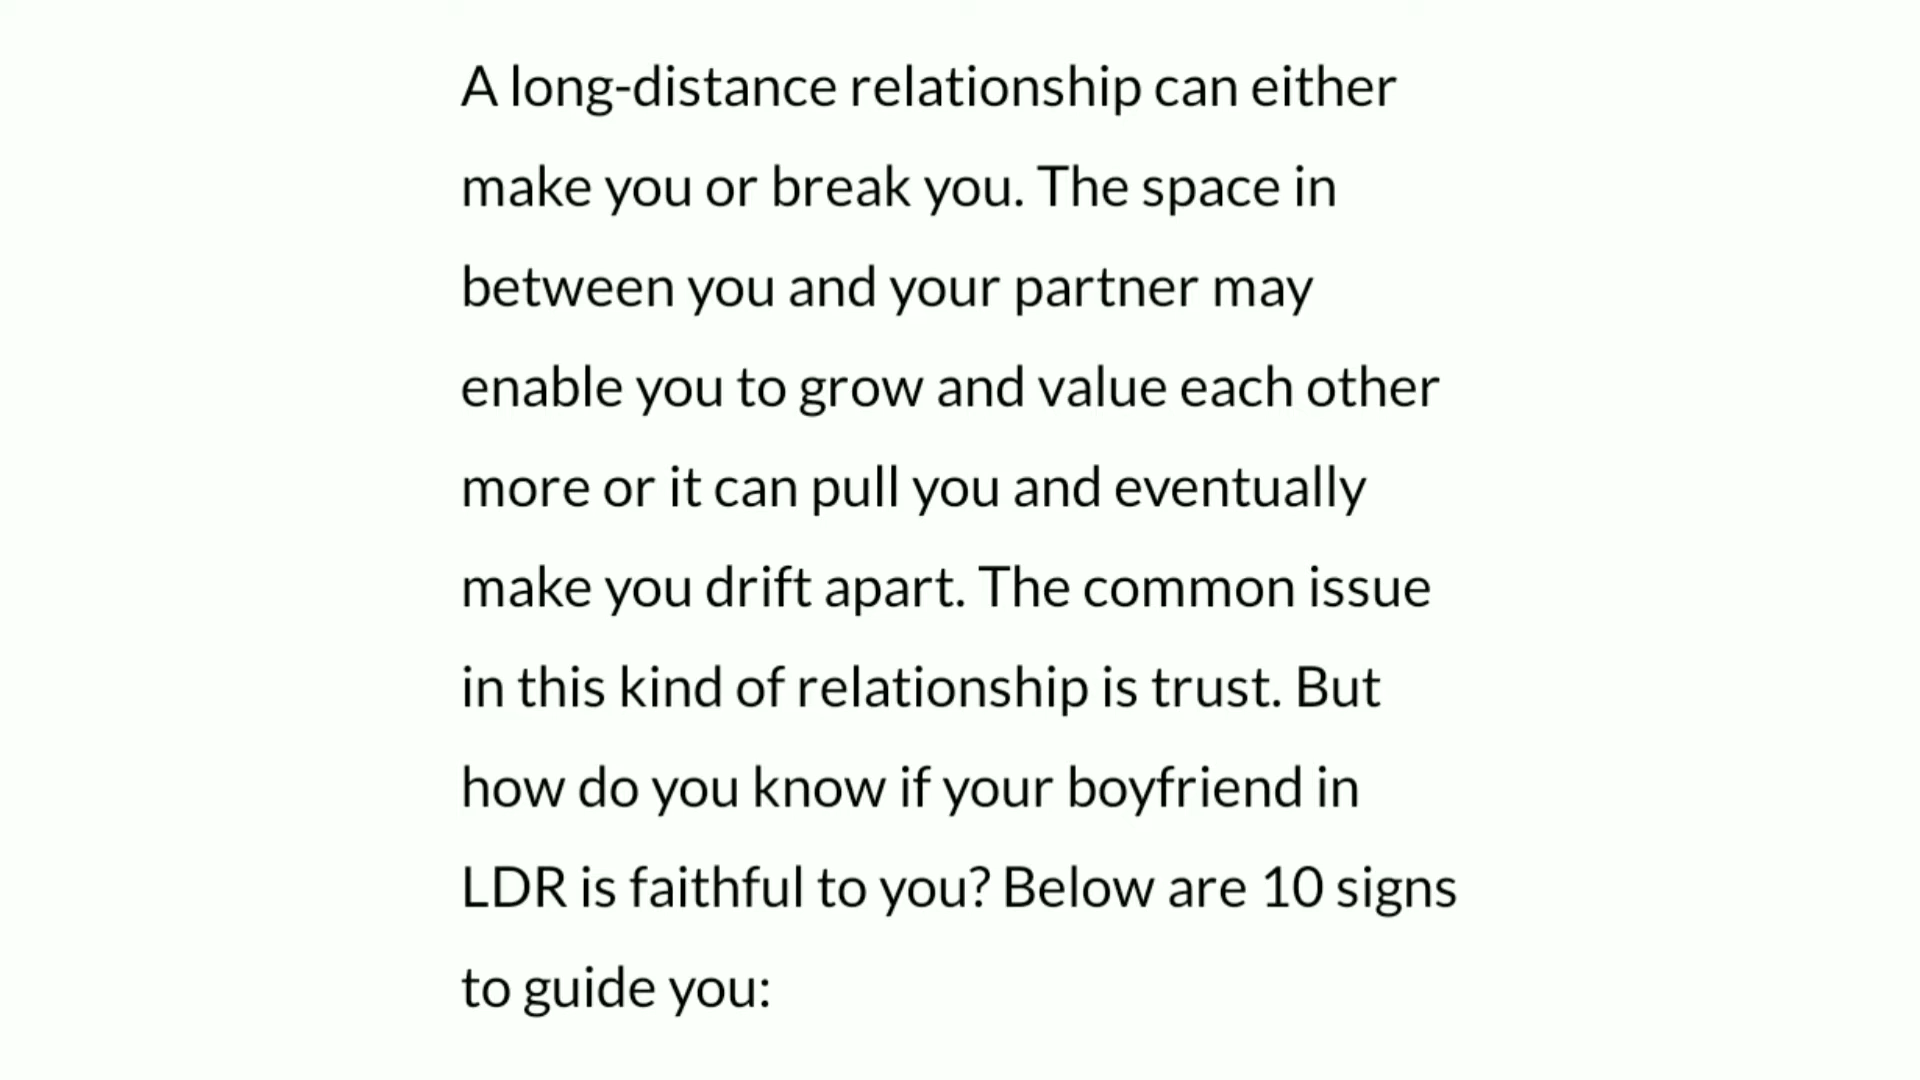 A long-distance relationship can either
make you or break you. The space in
between you and your partner may
enable you to grow and value each other
more or it can pull you and eventually
make you drift apart. The common issue
in this kind of relationship is trust. But
how do you know if your boyfriend in
LDR is faithful to you? Below are 10 signs
to guide you: